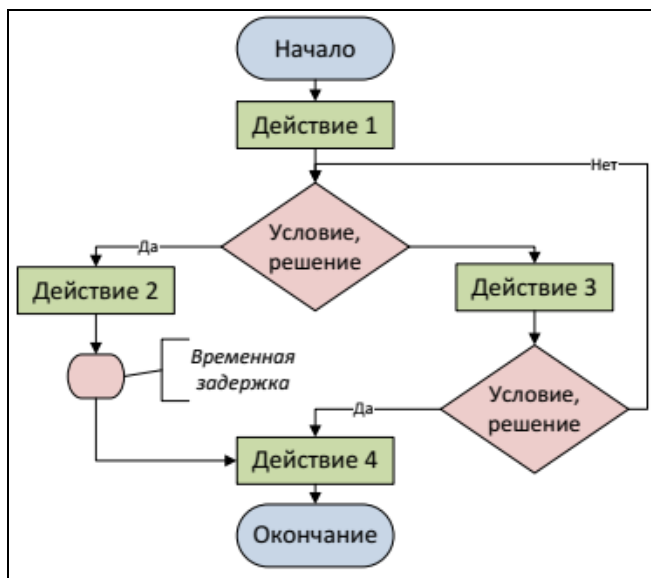 Начало
Действие 1
Нет
Условие,
решение
Да
Действие 2
Действие 3
Временная
задержка
Условие,
решение
Да
Действие 4
Окончание